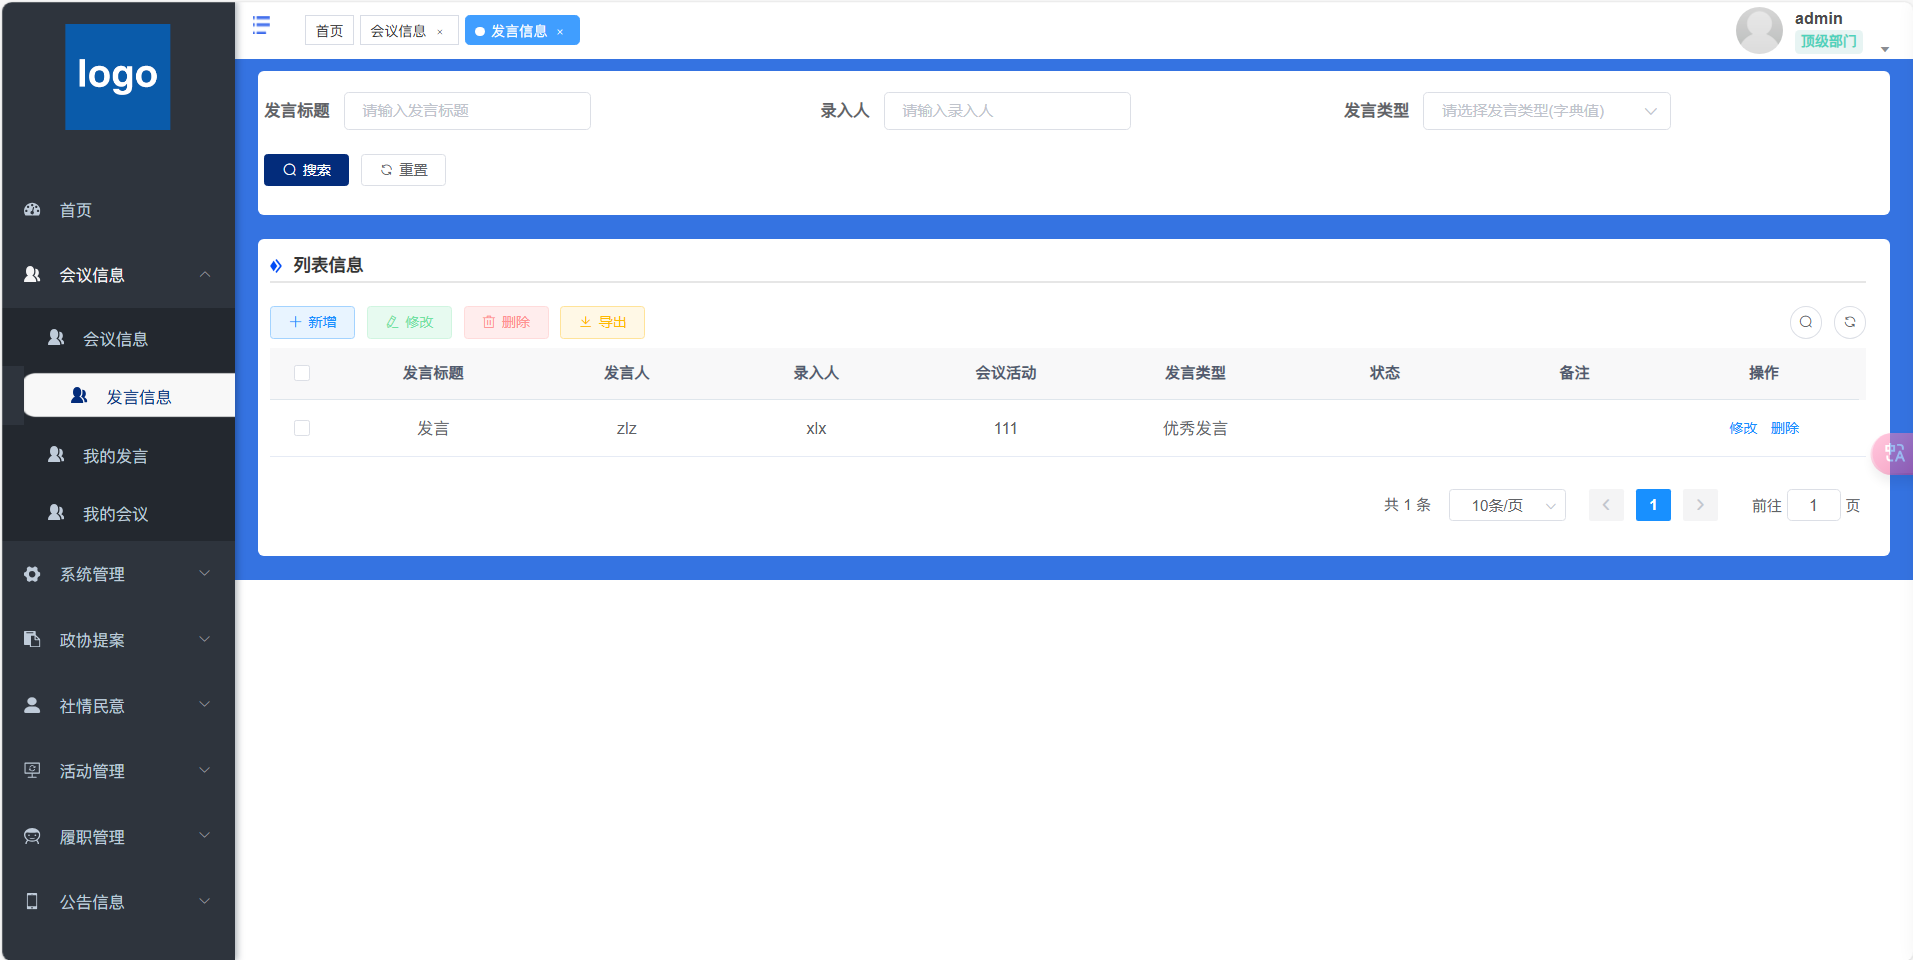 logo
首页
会议信息
会议信息
发言信息
我的发言
我的会议
系统管理
政协提案
社情民意
活动管理
履职管理
公告信息
首页 会议信息 × 发言信息 ×
admin
顶级部门
发言标题 请输入发言标题 录入人 请输入录入人 发言类型 请选择发言类型(字典值)
搜索 重置
列表信息
新增 修改 删除 导出
发言标题 发言人 录入人 会议活动 发言类型 状态 备注 操作
发言 zlz xlx 111 优秀发言 修改 删除
共 1 条 10条/页 1 前往 1 页